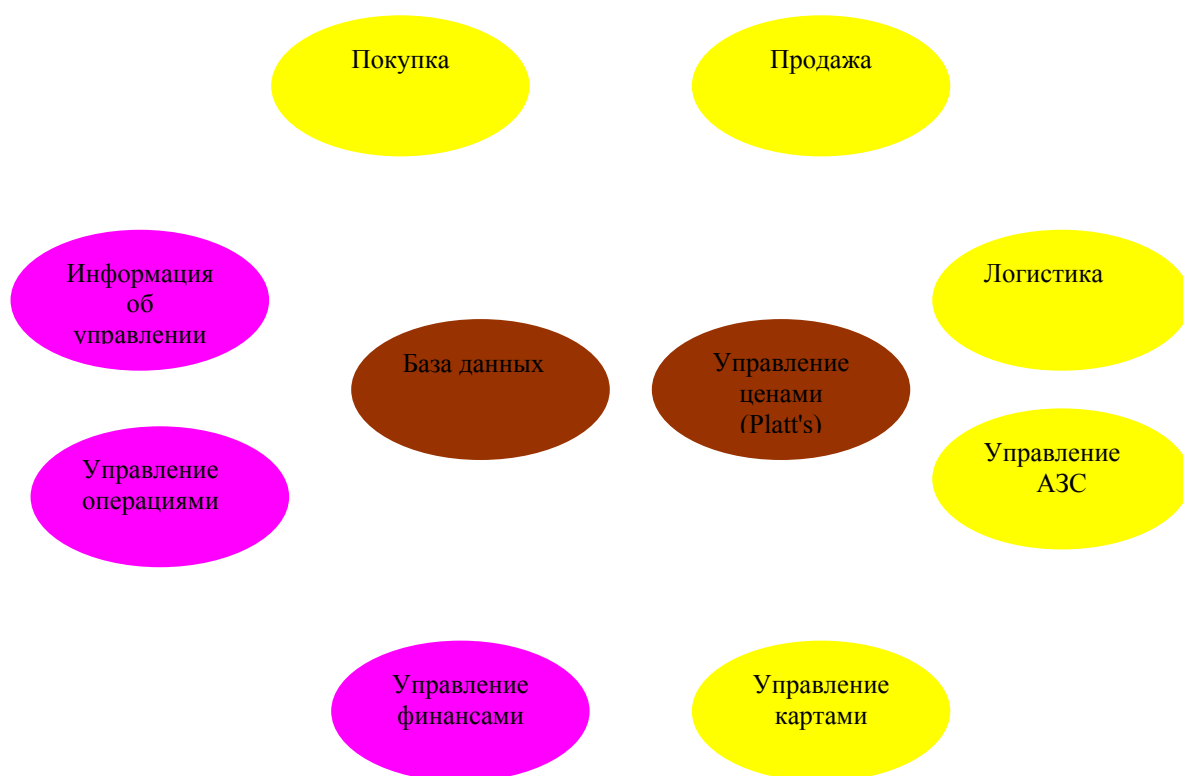 Покупка
Продажа
Информация
об
управлении
Логистика
База данных
Управление
ценами
(Platt's)
Управление
операциями
Управление
АЗС
Управление
финансами
Управление
картами